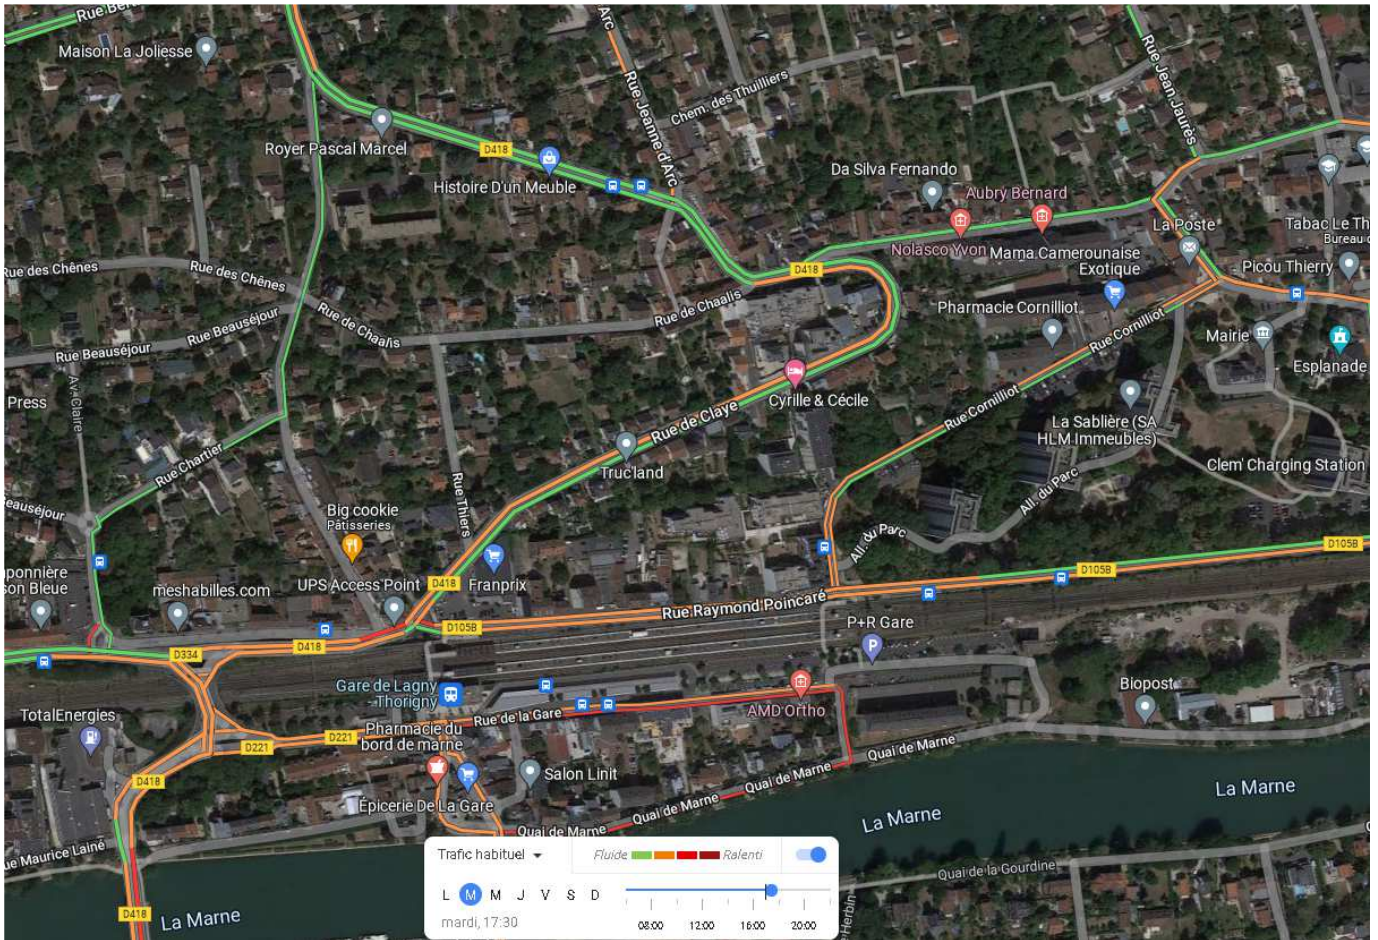 Rue Ber
Maison La Joliesse
Arc
Rue Jeanne d'Arc
Chem. des Thuilliers
Rue Jean Jaurès
Royer Pascal Marcel
D418
Histoire D'un Meuble
Da Silva Fernando
Aubry Bernard
Nolasco Yvon
Mama Camerounaise
Exotique
La Poste
Tabac Le Th
Bureau d
Picou Thierry
Rue des Chênes
Rue des Chênes
D418
Rue de Chaalis
Rue de Chaalis
Rue Beauséjour
Rue Beauséjour
Pharmacie Cornilliot
Rue Cornilliot
Mairie
Esplanade
Av. Claire
Press
Cyrille & Cécile
Rue de Claye
Rue Cornilliot
La Sablière (SA
HLM Immeubles)
Truc'land
Rue Chartier
Rue Thiers
Clem' Charging Station
All. du Parc
Beauséjour
Big cookie
Pâtisseries
All. du Parc
D105B
aponnière
son Bleue
meshabilles.com
UPS Access Point
D418
Franprix
D105B
Rue Raymond Poincaré
D105B
P+R Gare
D418
D334
Gare de Lagny
-Thorigny
Biopost
TotalEnergies
Rue de la Gare
AMD Ortho
D221
D221
Pharmacie du
bord de marne
Quai de Marne
D418
Salon Linit
Quai de Marne
Épicerie De La Gare
Quai de Marne
Quai de Marne
La Marne
La Marne
ue Maurice Lainé
Trafic habituel
Fluide
Ralenti
L M M J V S D
mardi, 17:30
08:00 12:00 16:00 20:00
Quai de la Gourdine
Herbin
D418
La Marne